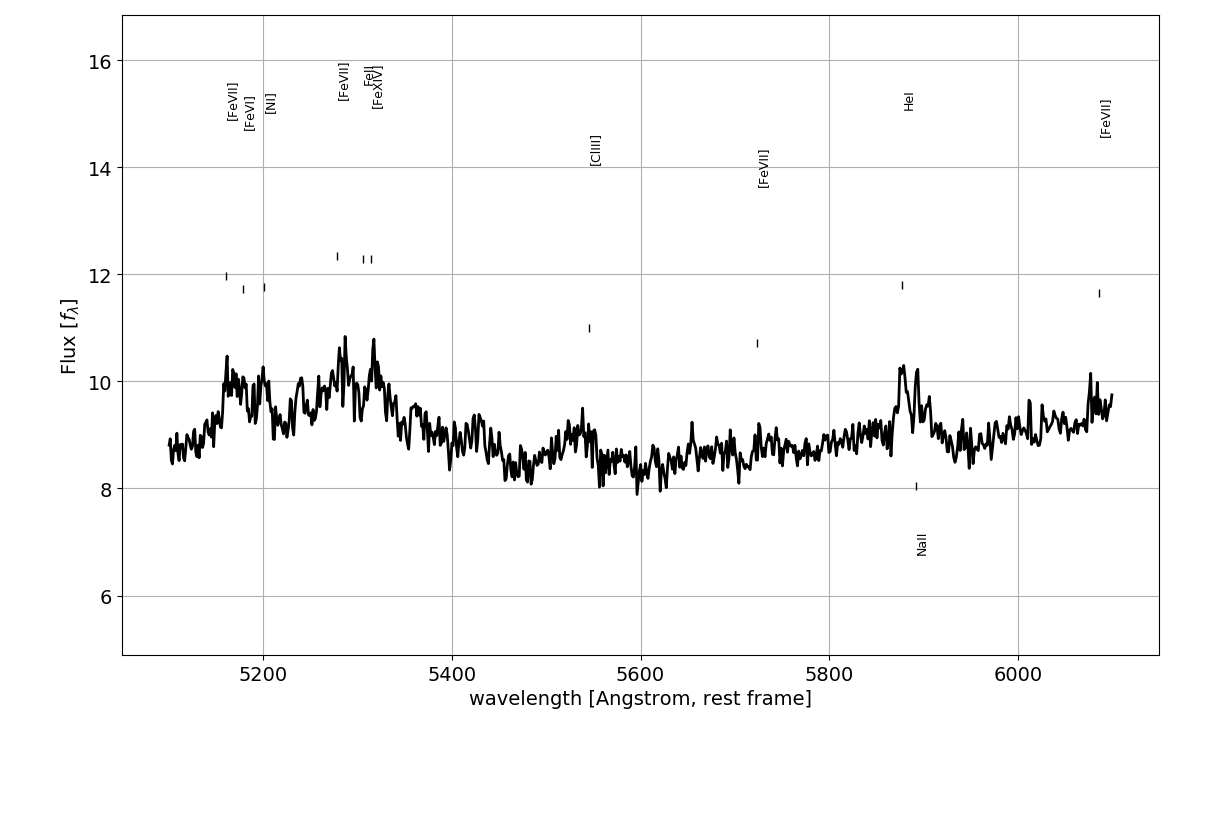 16
14
12
10
8
6
Flux [fλ]
[FeVII]
[FeVI]
[NI]
[FeVII]
FeII
[FeXIV]
[ClIII]
[FeVII]
HeI
NaII
[FeVII]
5200 5400 5600 5800 6000
wavelength [Angstrom, rest frame]